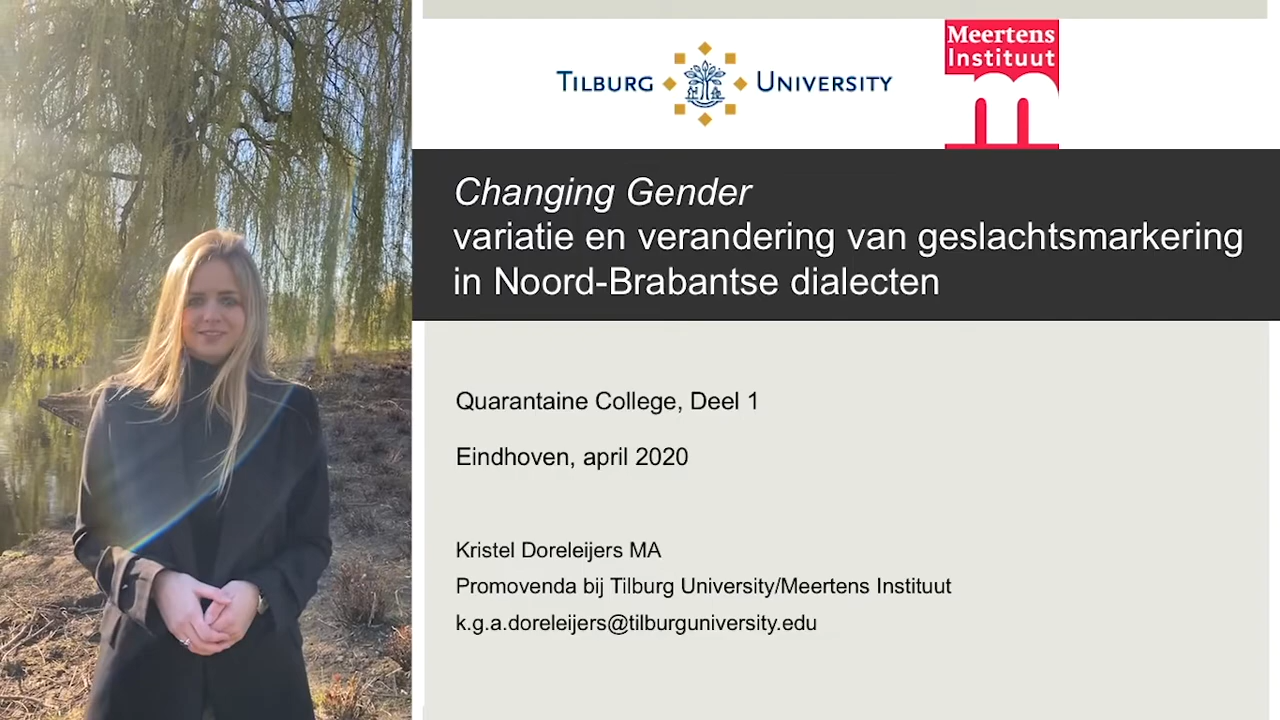 TILBURG UNIVERSITY
Meertens
Instituut
Changing Gender
variatie en verandering van geslachtsmarkering
in Noord-Brabantse dialecten
Quarantaine College, Deel 1
Eindhoven, april 2020
Kristel Doreleijers MA
Promovenda bij Tilburg University/Meertens Instituut
k.g.a.doreleijers@tilburguniversity.edu